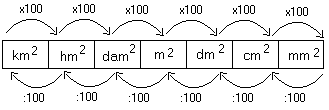 x100 x100 x100 x100 x100 x100
km² hm² dam² m² dm² cm² mm²
:100 :100 :100 :100 :100 :100